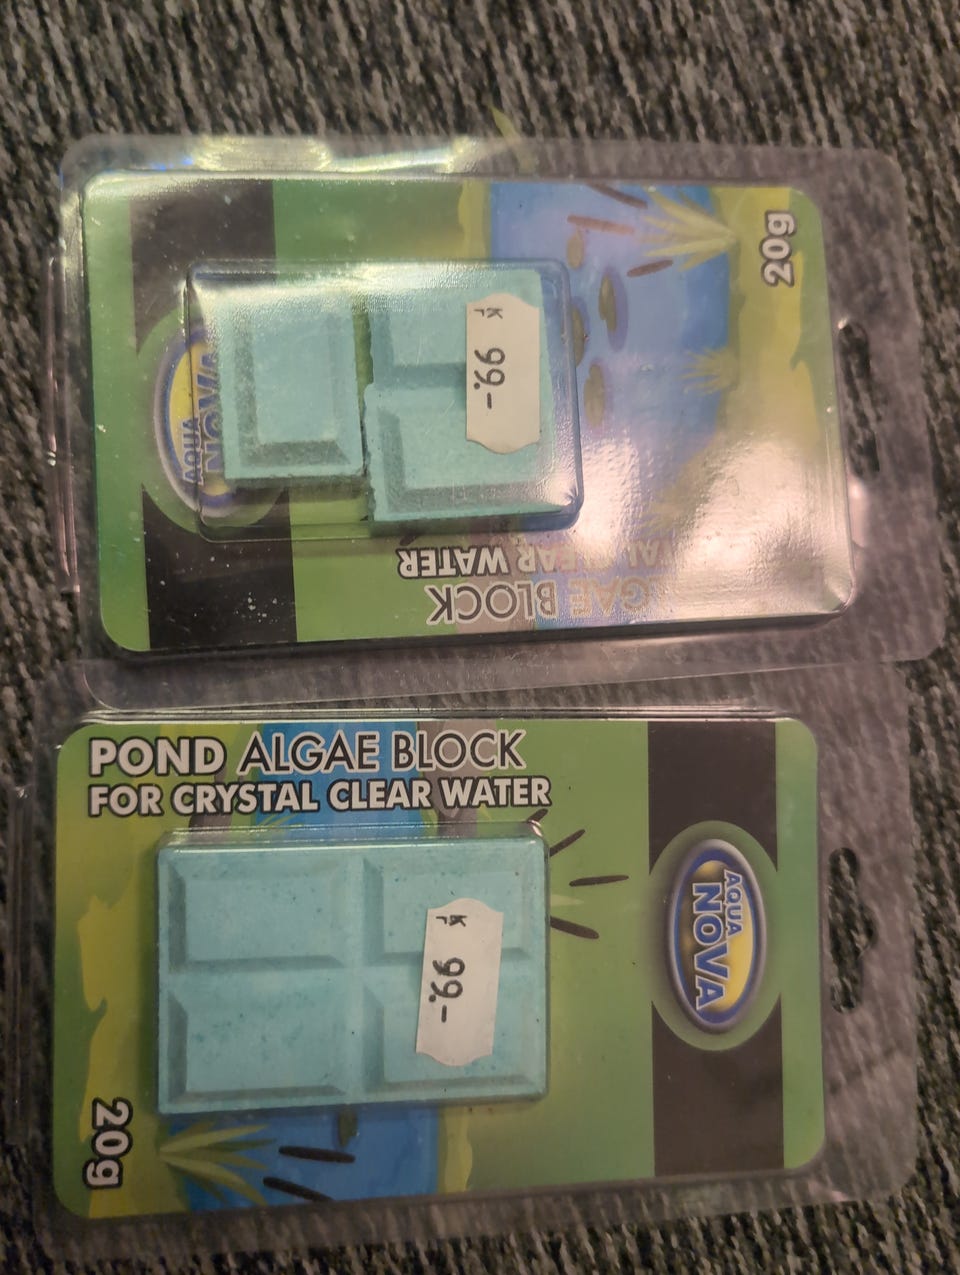 20g
Kr 99.-
AQUA
NOVA
ALGAE BLOCK
CLEAR WATER
POND ALGAE BLOCK
FOR CRYSTAL CLEAR WATER
Kr 99.-
AQUA
NOVA
20g